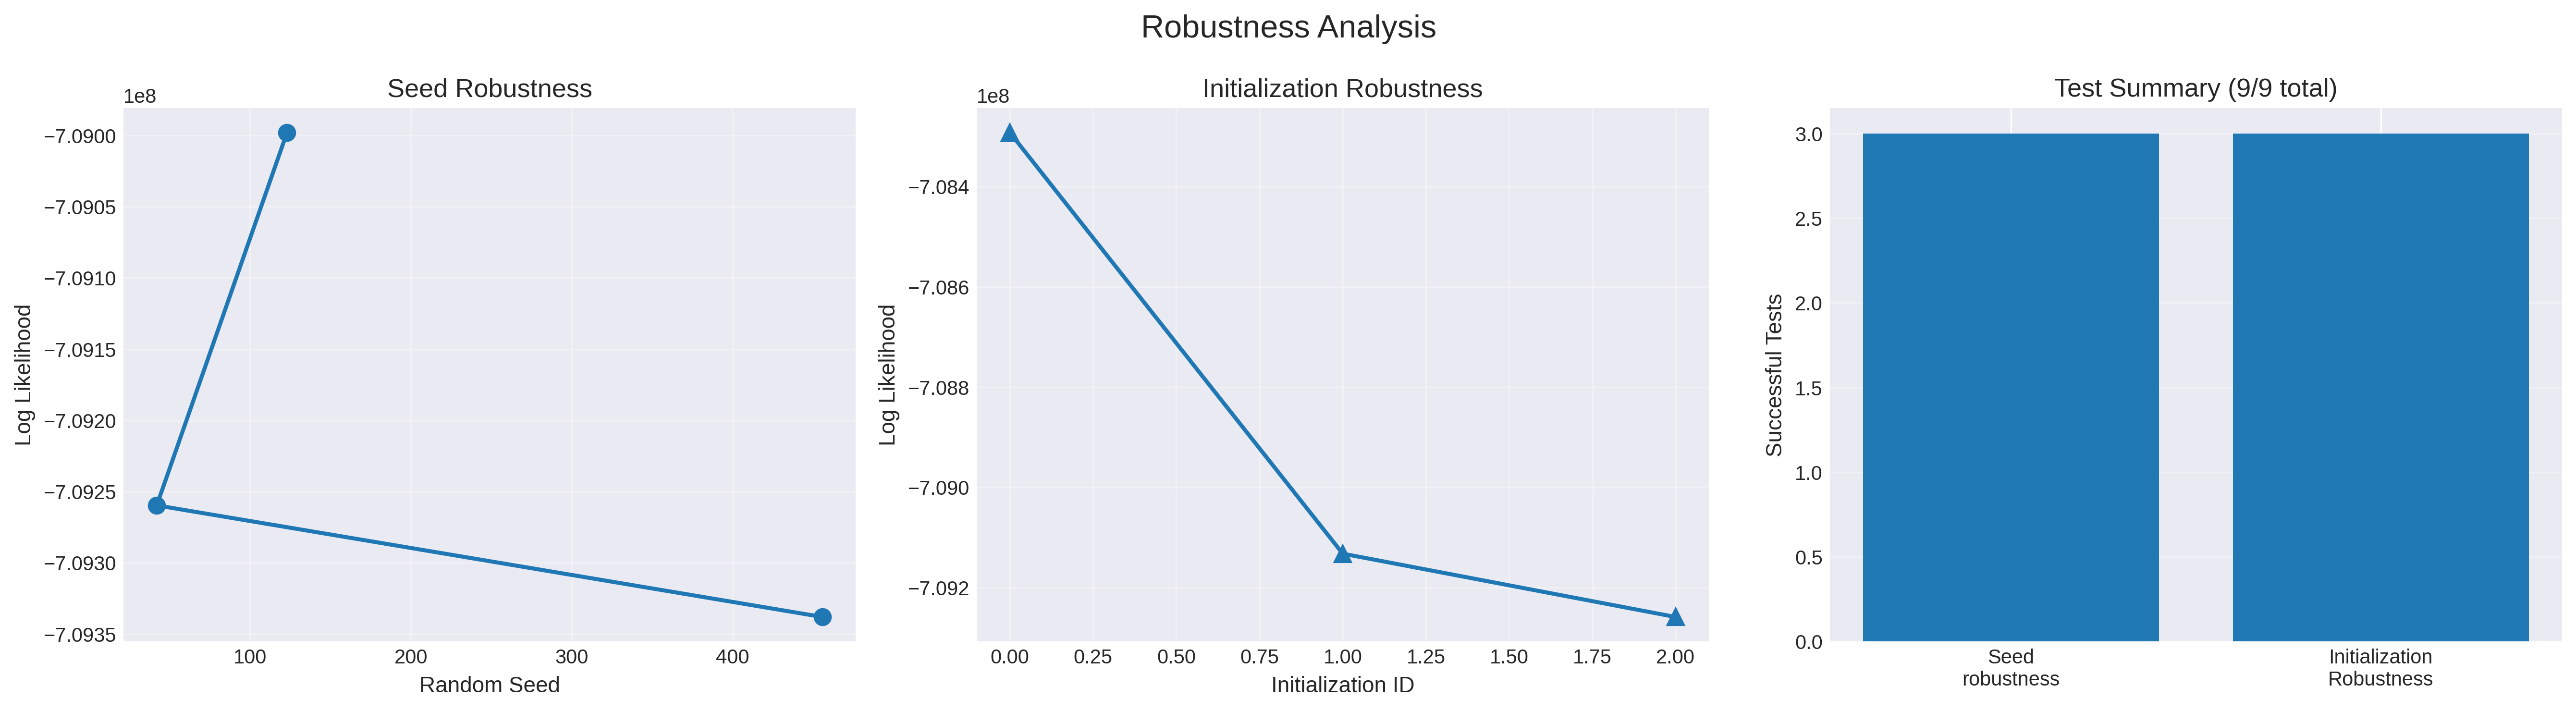 Robustness Analysis
Seed Robustness
1e8
−7.0900
−7.0905
−7.0910
−7.0915
−7.0920
−7.0925
−7.0930
−7.0935
Log Likelihood
100 200 300 400
Random Seed
Initialization Robustness
1e8
−7.084
−7.086
−7.088
−7.090
−7.092
Log Likelihood
0.00 0.25 0.50 0.75 1.00 1.25 1.50 1.75 2.00
Initialization ID
Test Summary (9/9 total)
3.0
2.5
2.0
1.5
1.0
0.5
0.0
Successful Tests
Seed Initialization
robustness Robustness